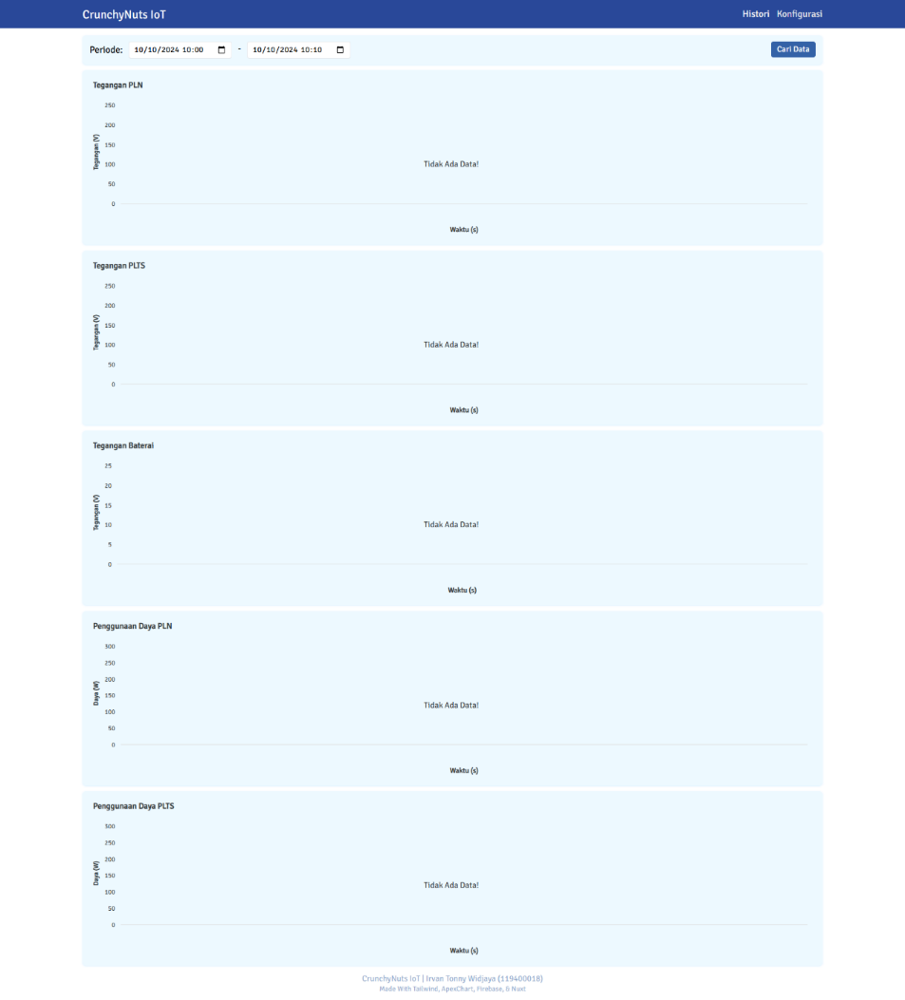 CrunchyNuts IoT
Histori Konfigurasi
Periode: 10/10/2024 10:00 - 10/10/2024 10:10 Cari Data
Tegangan PLN
250
200
150
100
50
0
Tegangan (V)
Tidak Ada Data!
Waktu (s)
Tegangan PLTS
250
200
150
100
50
0
Tegangan (V)
Tidak Ada Data!
Waktu (s)
Tegangan Baterai
25
20
15
10
5
0
Tegangan (V)
Tidak Ada Data!
Waktu (s)
Penggunaan Daya PLN
300
250
200
150
100
50
0
Daya (W)
Tidak Ada Data!
Waktu (s)
Penggunaan Daya PLTS
300
250
200
150
100
50
0
Daya (W)
Tidak Ada Data!
Waktu (s)
CrunchyNuts IoT | Irvan Tonny Widjaya (119400018)
Made With Tailwind, ApexChart, Firebase, & Nuxt